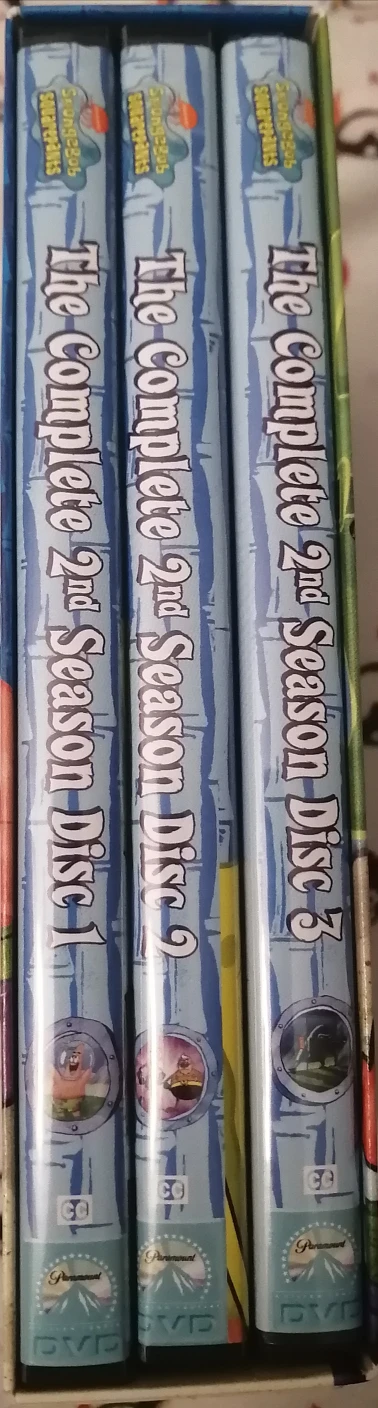 SpongeBob
SQUAREPANTS
The Complete 2nd Season Disc 1
CC
Paramount
DVD
SpongeBob
SQUAREPANTS
The Complete 2nd Season Disc 2
CC
Paramount
DVD
SpongeBob
SQUAREPANTS
The Complete 2nd Season Disc 3
CC
Paramount
DVD